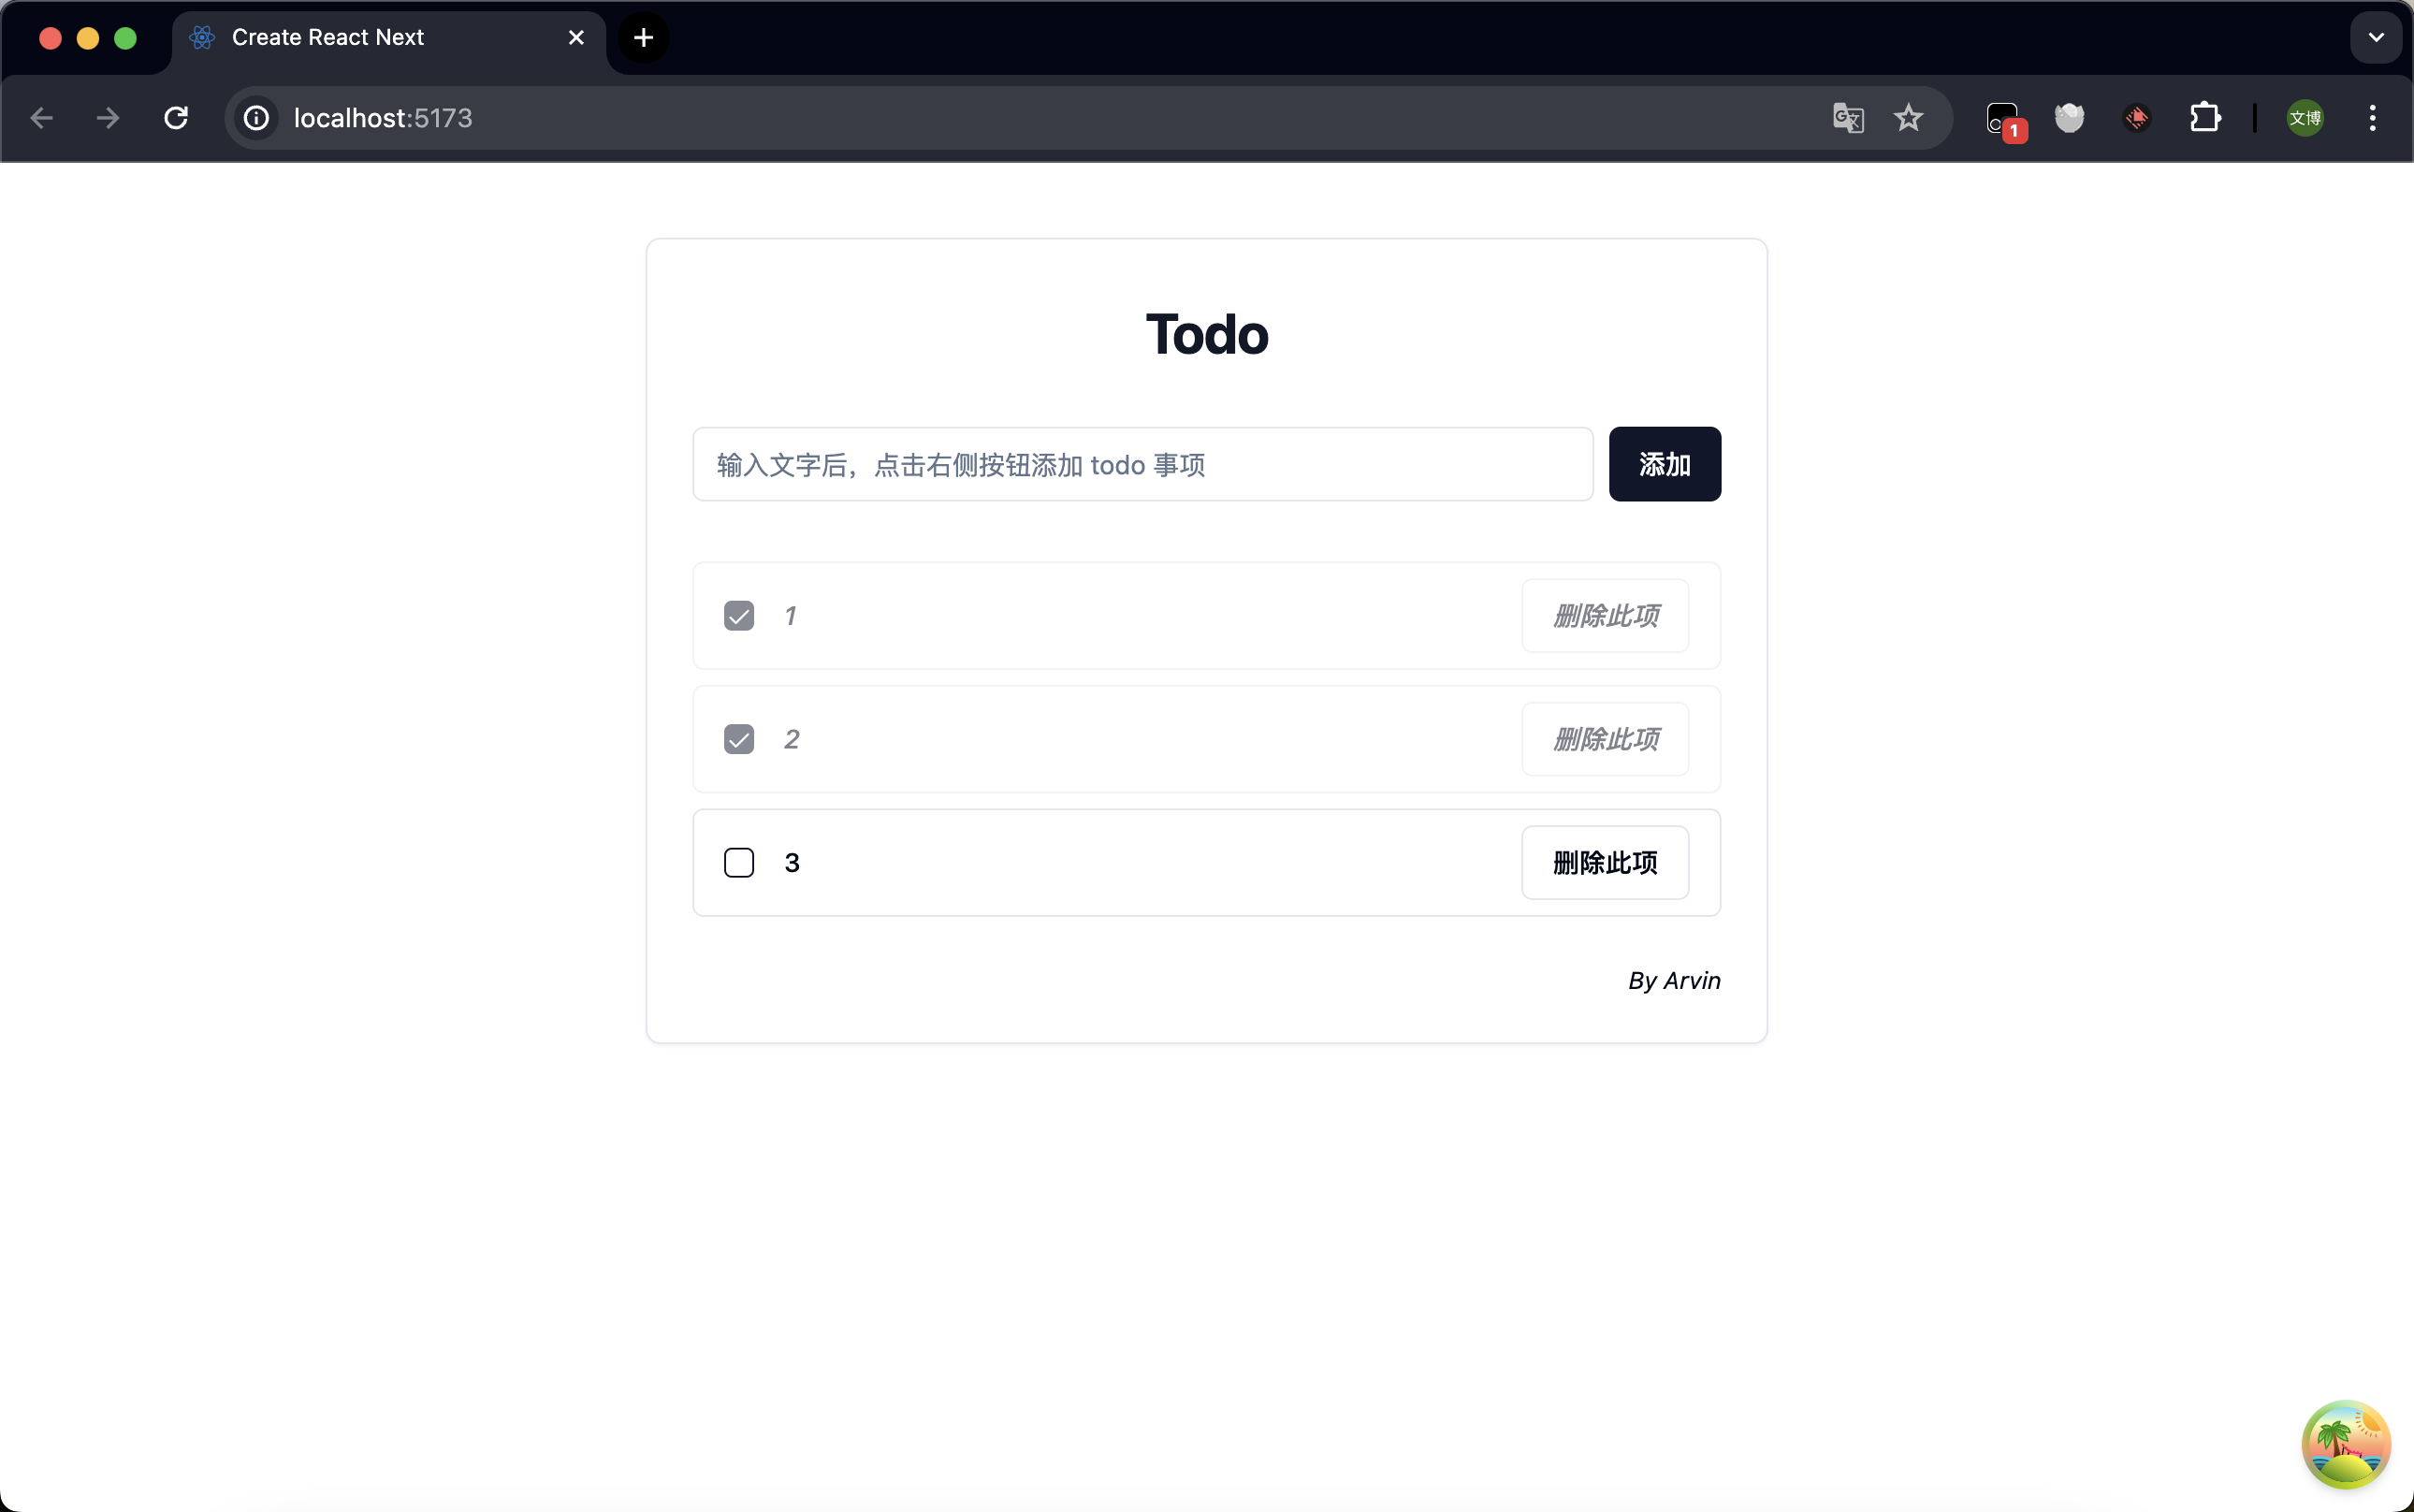 Create React Next
localhost:5173
1
文博
Todo
输入文字后，点击右侧按钮添加 todo 事项
添加
1
删除此项
2
删除此项
3
删除此项
By Arvin